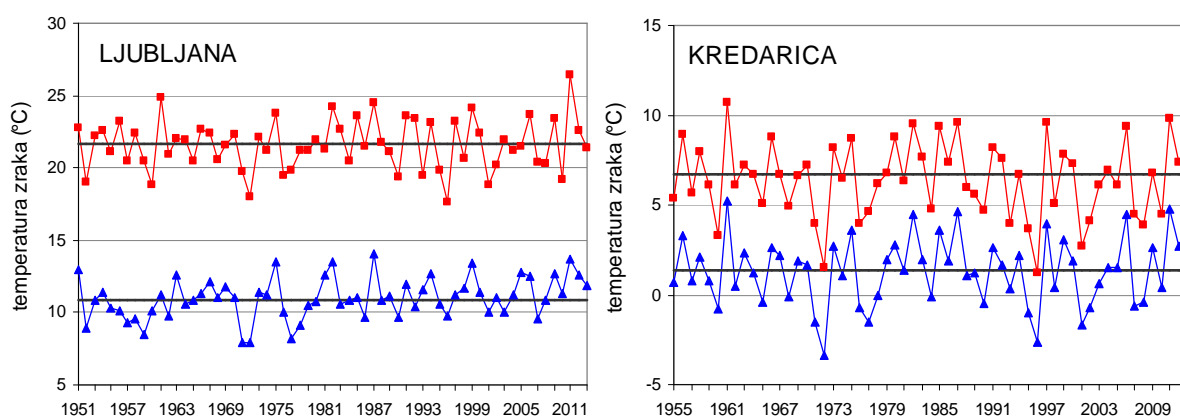 LJUBLJANA
temperatura zraka (ºC)
30
25
20
15
10
5
1951 1957 1963 1969 1975 1981 1987 1993 1999 2005 2011
KREDARICA
temperatura zraka (ºC)
15
10
5
0
-5
1955 1961 1967 1973 1979 1985 1991 1997 2003 2009